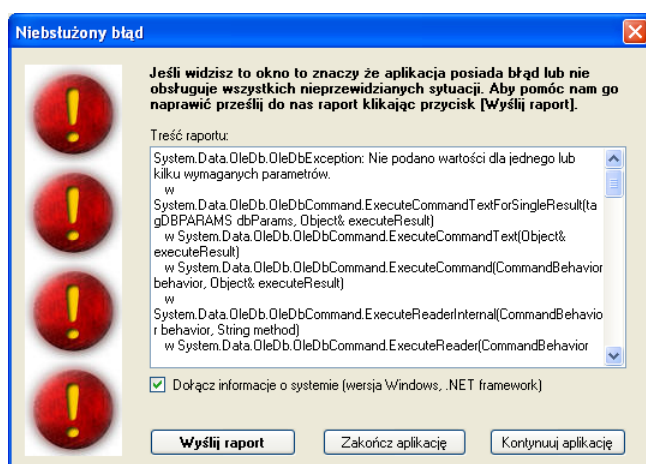 Niebsłużony błąd
Jeśli widzisz to okno to znaczy że aplikacja posiada błąd lub nie
obsługuje wszystkich nieprzewidzianych sytuacji. Aby pomóc nam go
naprawić prześlij do nas raport klikając przycisk [Wyślij raport].
Treść raportu:
System.Data.OleDb.OleDbException: Nie podano wartości dla jednego lub
kilku wymaganych parametrów.
w
System.Data.OleDb.OleDbCommand.ExecuteCommandTextForSingleResult(ta
gDBPARAMS dbParams, Object& executeResult)
w System.Data.OleDb.OleDbCommand.ExecuteCommandText(Object&
executeResult)
w System.Data.OleDb.OleDbCommand.ExecuteCommand(CommandBehavior
behavior, Object& executeResult)
w
System.Data.OleDb.OleDbCommand.ExecuteReaderInternal(CommandBehavio
r behavior, String method)
w System.Data.OleDb.OleDbCommand.ExecuteReader(CommandBehavior
Dołącz informacje o systemie (wersja Windows, .NET framework)
Wyślij raport
Zakończ aplikację
Kontynuuj aplikację